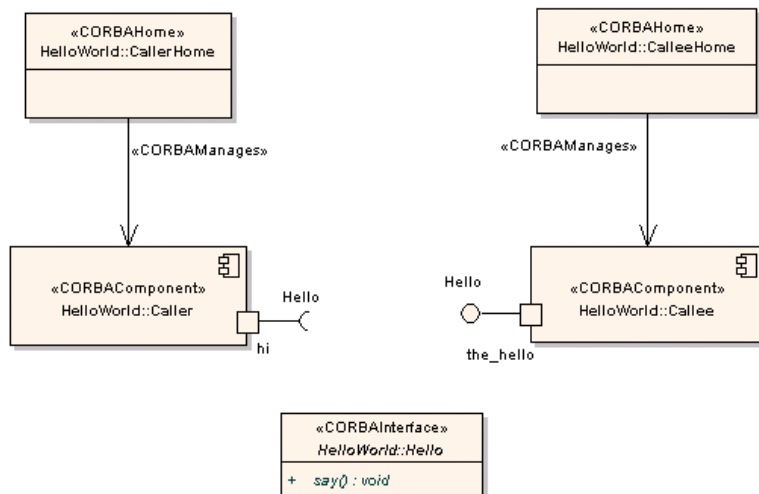 «CORBAHome»
HelloWorld::CallerHome
«CORBAHome»
HelloWorld::CalleeHome
«CORBAManages»
«CORBAManages»
«CORBAComponent»
HelloWorld::Caller
Hello
hi
Hello
the_hello
«CORBAComponent»
HelloWorld::Callee
«CORBAInterface»
HelloWorld::Hello
+ say() : void